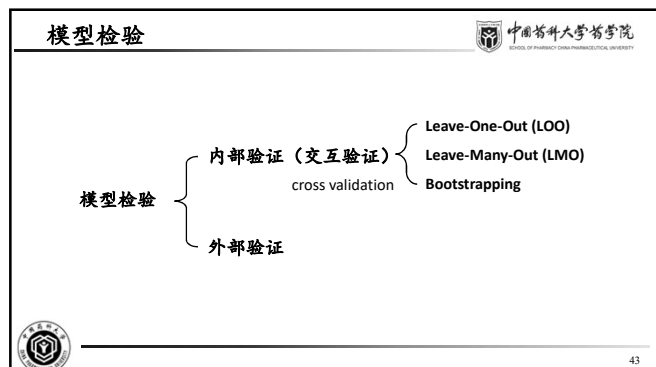 模型检验
中国药科大学药学院
SCHOOL OF PHARMACY CHINA PHARMACEUTICAL UNIVERSITY
模型检验
内部验证（交互验证）
cross validation
Leave-One-Out (LOO)
Leave-Many-Out (LMO)
Bootstrapping
外部验证
43